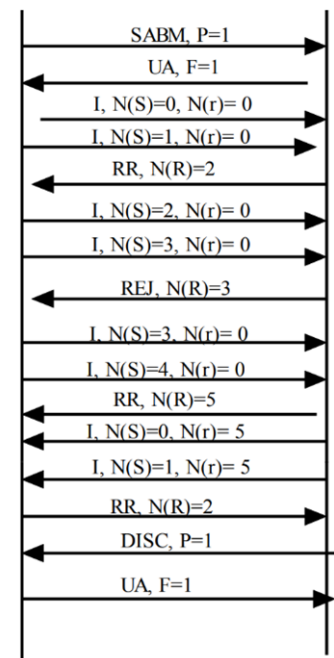 SABM, P=1
UA, F=1
I, N(S)=0, N(r)= 0
I, N(S)=1, N(r)= 0
RR, N(R)=2
I, N(S)=2, N(r)= 0
I, N(S)=3, N(r)= 0
REJ, N(R)=3
I, N(S)=3, N(r)= 0
I, N(S)=4, N(r)= 0
RR, N(R)=5
I, N(S)=0, N(r)= 5
I, N(S)=1, N(r)= 5
RR, N(R)=2
DISC, P=1
UA, F=1